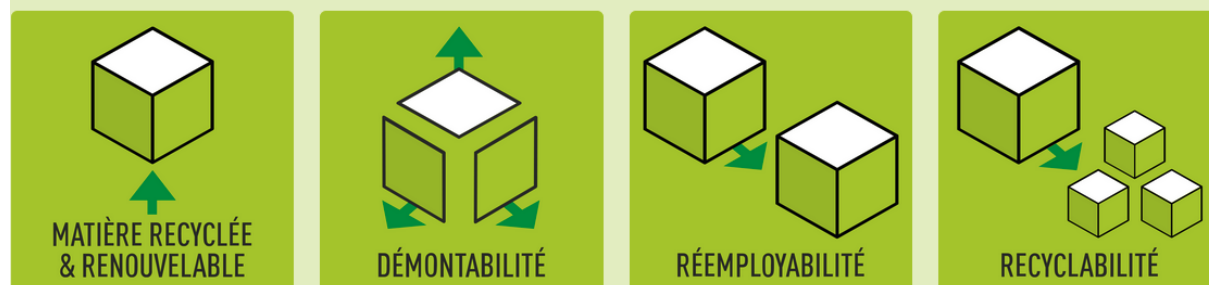 MATIÈRE RECYCLÉE
& RENOUVELABLE
DÉMONTABILITÉ
RÉEMPLOYABILITÉ
RECYCLABILITÉ